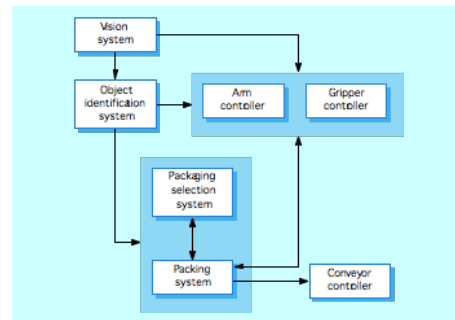 Vision
system
Object
identification
system
Arm
controller
Gripper
controller
Packaging
selection
system
Packing
system
Conveyor
controller